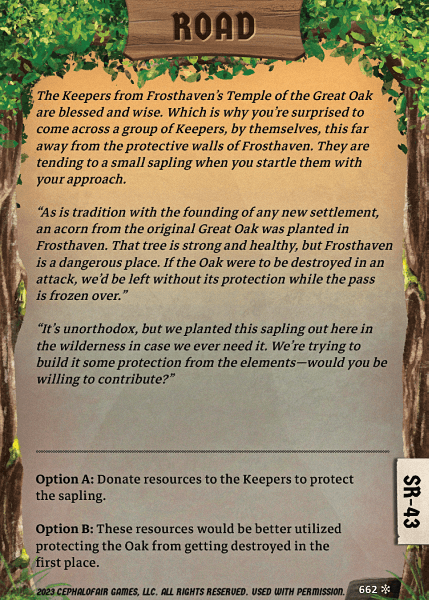 ROAD
The Keepers from Frosthaven's Temple of the Great Oak
are blessed and wise. Which is why you're surprised to
come across a group of Keepers, by themselves, this far
away from the protective walls of Frosthaven. They are
tending to a small sapling when you startle them with
your approach.
“As is tradition with the founding of any new settlement,
an acorn from the original Great Oak was planted in
Frosthaven. That tree is strong and healthy, but Frosthaven
is a dangerous place. If the Oak were to be destroyed in an
attack, we'd be left without its protection while the pass
is frozen over.”
“It's unorthodox, but we planted this sapling out here in
the wilderness in case we ever need it. We're trying to
build it some protection from the elements—would you be
willing to contribute?”
Option A: Donate resources to the Keepers to protect
the sapling.
SR-43
Option B: These resources would be better utilized
protecting the Oak from getting destroyed in the
first place.
2023 CEPHALOFAIR GAMES, LLC. ALL RIGHTS RESERVED. USED WITH PERMISSION.
662